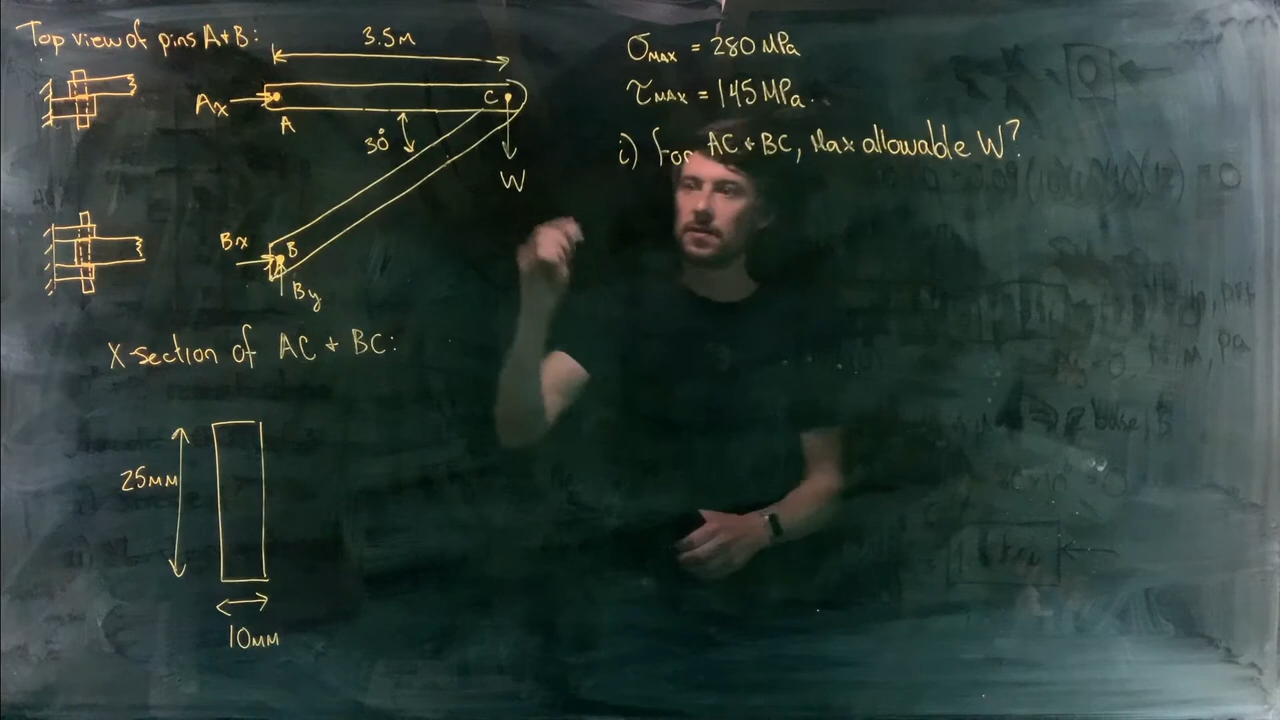 Top view of pins A+B:
3.5m
Ax
A
C
30°
W
Bx
B
By
X-section of AC + BC:
25mm
10mm
σmax = 280 MPa
τmax = 145 MPa.
i) for AC + BC, Max allowable W?